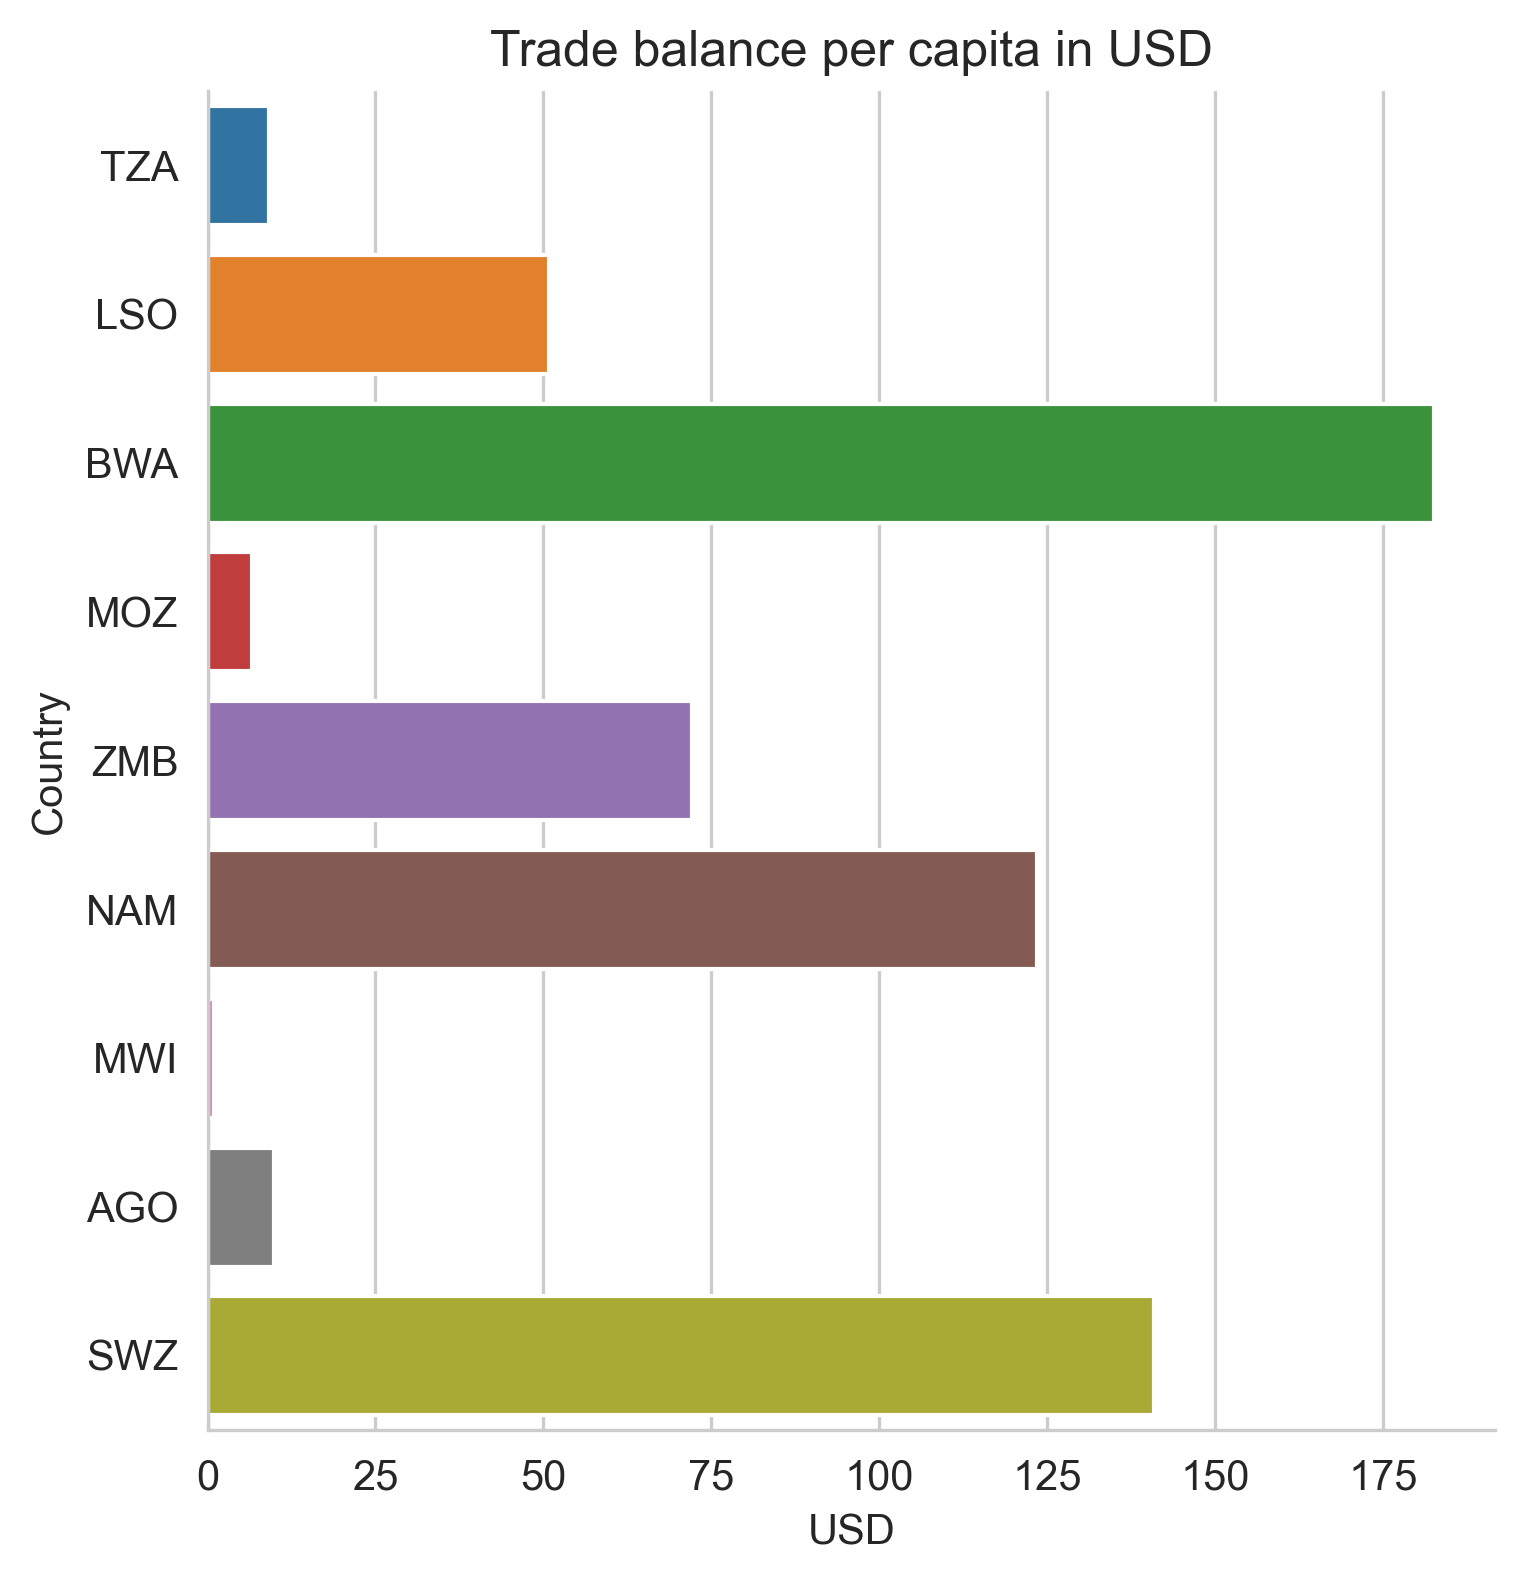 Trade balance per capita in USD
TZA
LSO
BWA
MOZ
ZMB
NAM
MWI
AGO
SWZ
Country
0 25 50 75 100 125 150 175
USD